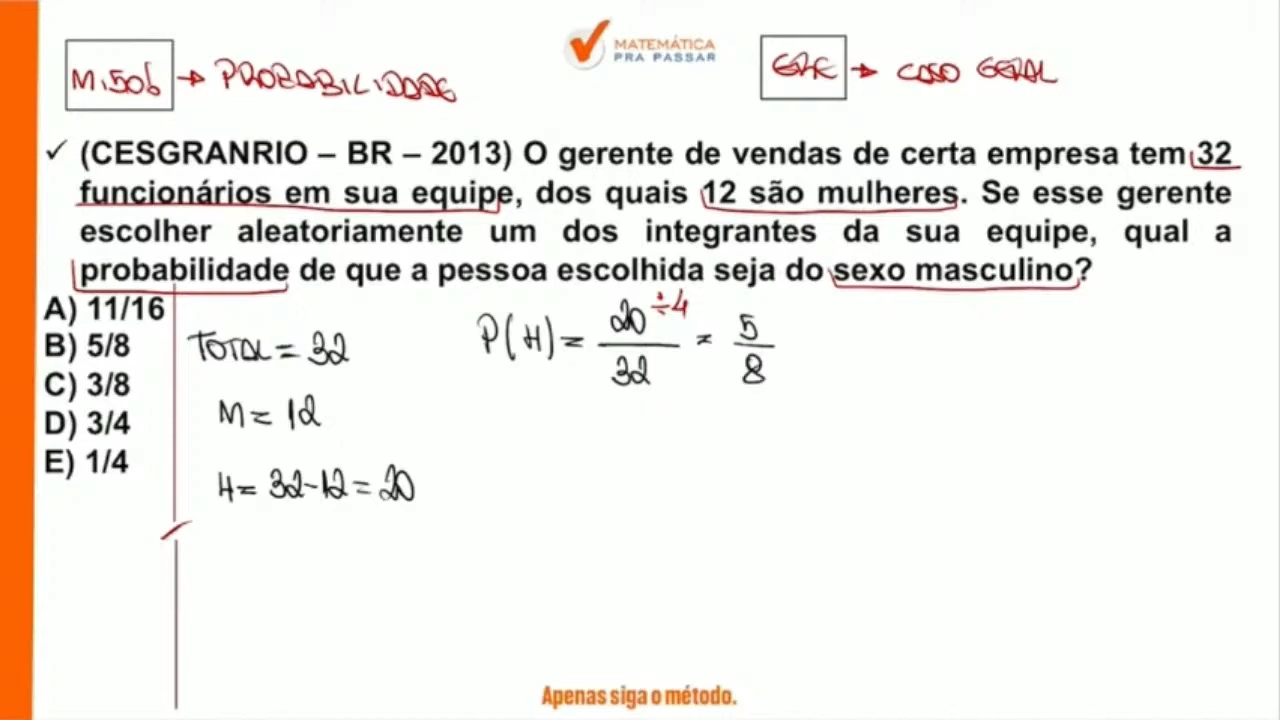 MATEMÁTICA
PRA PASSAR
M.506 → PROBABILIDADE
→ CASO GERAL
✓ (CESGRANRIO – BR – 2013) O gerente de vendas de certa empresa tem 32
funcionários em sua equipe, dos quais 12 são mulheres. Se esse gerente
escolher aleatoriamente um dos integrantes da sua equipe, qual a
probabilidade de que a pessoa escolhida seja do sexo masculino?
A) 11/16
B) 5/8
C) 3/8
D) 3/4
E) 1/4
TOTAL = 32
M = 12
H = 32-12 = 20
P(H) = 20÷4/32 = 5/8
Apenas siga o método.